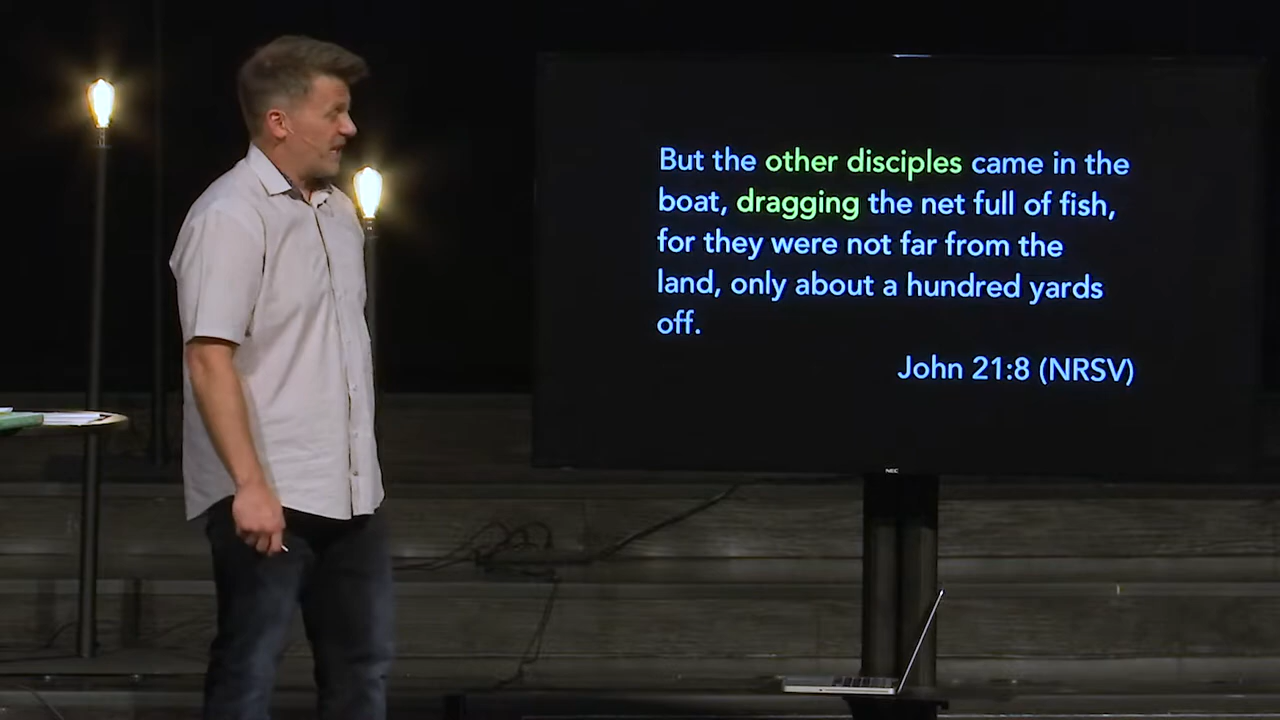 But the other disciples came in the
boat, dragging the net full of fish,
for they were not far from the
land, only about a hundred yards
off.
John 21:8 (NRSV)
NEC